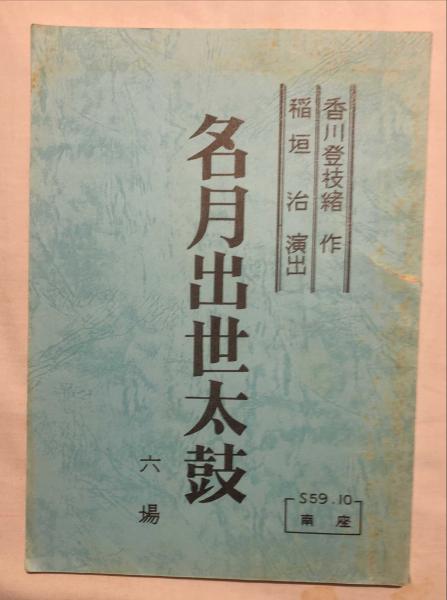 香川登枝緒 作
稲垣 治 演出
名月出世太鼓
六場
S59.10
南座